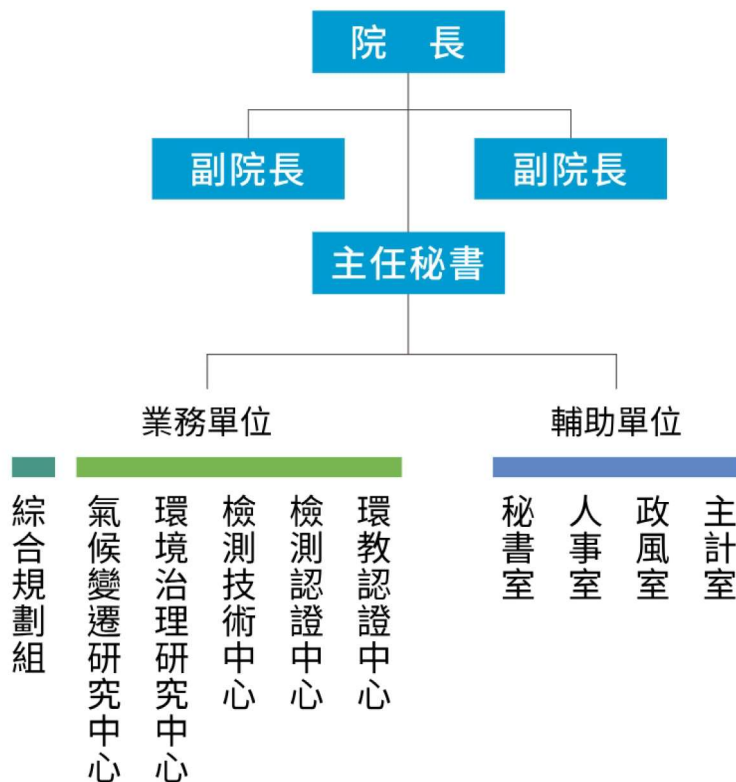 院 長
副院長
副院長
主任秘書
業務單位
輔助單位
綜合規劃組
氣候變遷研究中心
環境治理研究中心
檢測技術中心
檢測認證中心
環教認證中心
秘書室
人事室
政風室
主計室